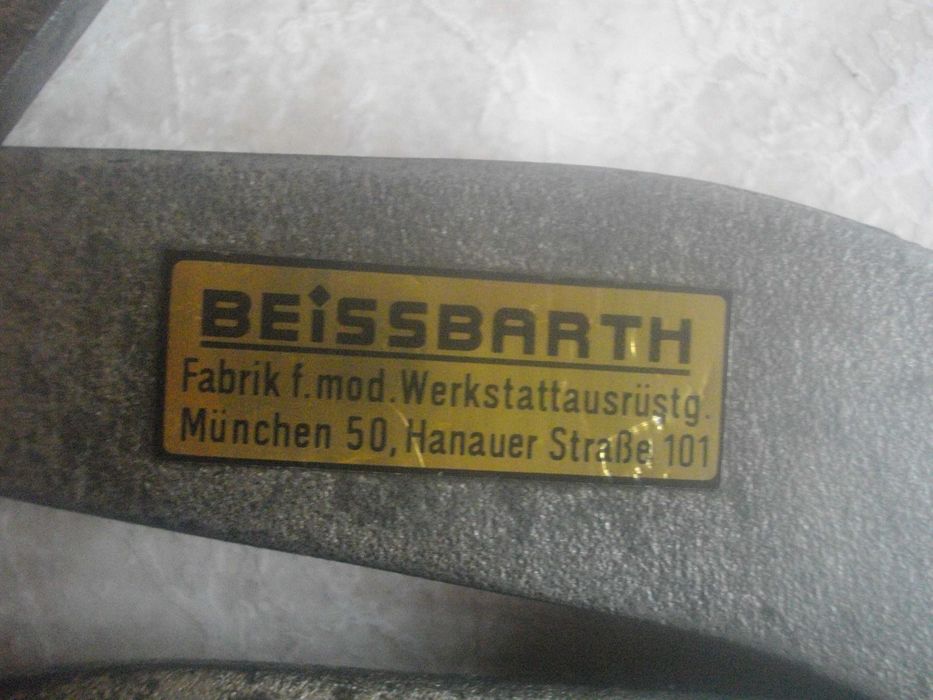 BEiSSBARTH
Fabrik f. mod. Werkstattausrüstg.
München 50, Hanauer Straße 101